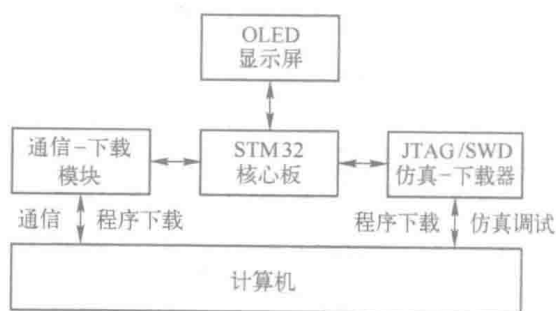 OLED
显示屏
通信-下载
模块
STM32
核心板
JTAG/SWD
仿真-下载器
通信
程序下载
程序下载
仿真调试
计算机